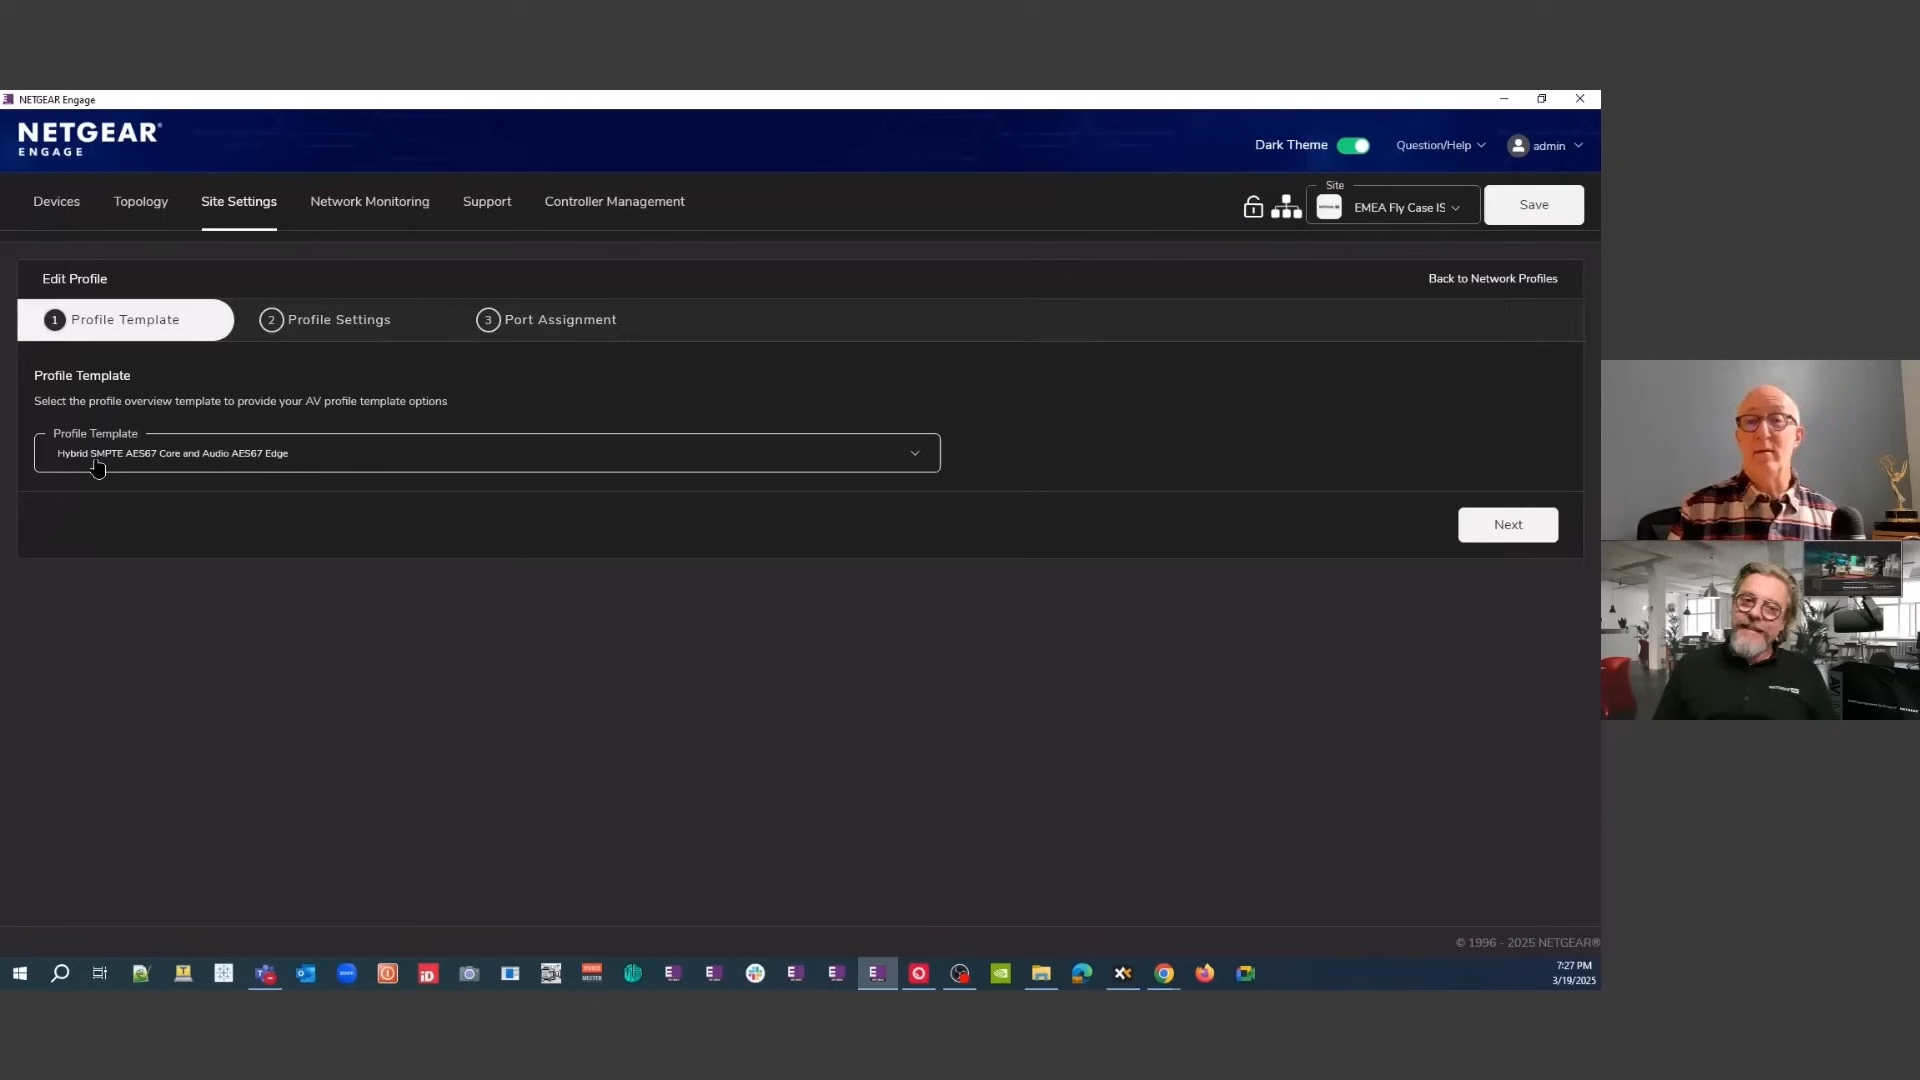 NETGEAR Engage
NETGEAR®
ENGAGE
Dark Theme
Question/Help
admin
Devices
Topology
Site Settings
Network Monitoring
Support
Controller Management
Site
EMEA Fly Case IS
Save
Edit Profile
Back to Network Profiles
1 Profile Template
2 Profile Settings
3 Port Assignment
Profile Template
Select the profile overview template to provide your AV profile template options
Profile Template
Hybrid SMPTE AES67 Core and Audio AES67 Edge
Next
© 1996 - 2025 NETGEAR®
7:27 PM
3/19/2025